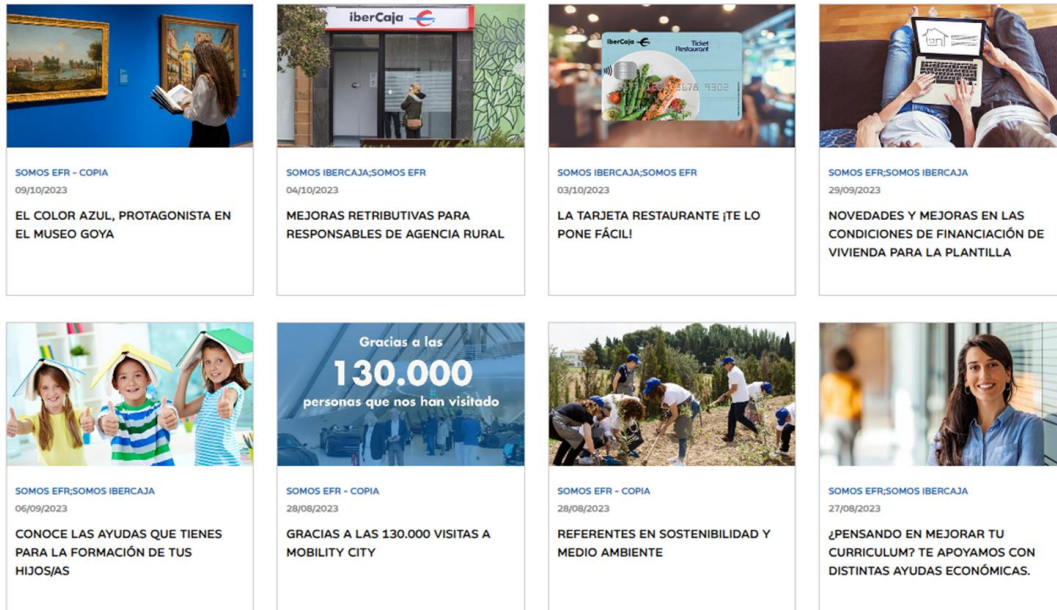 iberCaja
iberCaja
Ticket
Restaurant
SOMOS EFR - COPIA
09/10/2023
EL COLOR AZUL, PROTAGONISTA EN
EL MUSEO GOYA
SOMOS IBERCAJA;SOMOS EFR
04/10/2023
MEJORAS RETRIBUTIVAS PARA
RESPONSABLES DE AGENCIA RURAL
SOMOS IBERCAJA;SOMOS EFR
03/10/2023
LA TARJETA RESTAURANTE ¡TE LO
PONE FÁCIL!
SOMOS EFR;SOMOS IBERCAJA
29/09/2023
NOVEDADES Y MEJORAS EN LAS
CONDICIONES DE FINANCIACIÓN DE
VIVIENDA PARA LA PLANTILLA
Gracias a las
130.000
personas que nos han visitado
SOMOS EFR;SOMOS IBERCAJA
06/09/2023
CONOCE LAS AYUDAS QUE TIENES
PARA LA FORMACIÓN DE TUS
HIJOS/AS
SOMOS EFR - COPIA
28/08/2023
GRACIAS A LAS 130.000 VISITAS A
MOBILITY CITY
SOMOS EFR - COPIA
28/08/2023
REFERENTES EN SOSTENIBILIDAD Y
MEDIO AMBIENTE
SOMOS EFR;SOMOS IBERCAJA
27/08/2023
¿PENSANDO EN MEJORAR TU
CURRICULUM? TE APOYAMOS CON
DISTINTAS AYUDAS ECONÓMICAS.